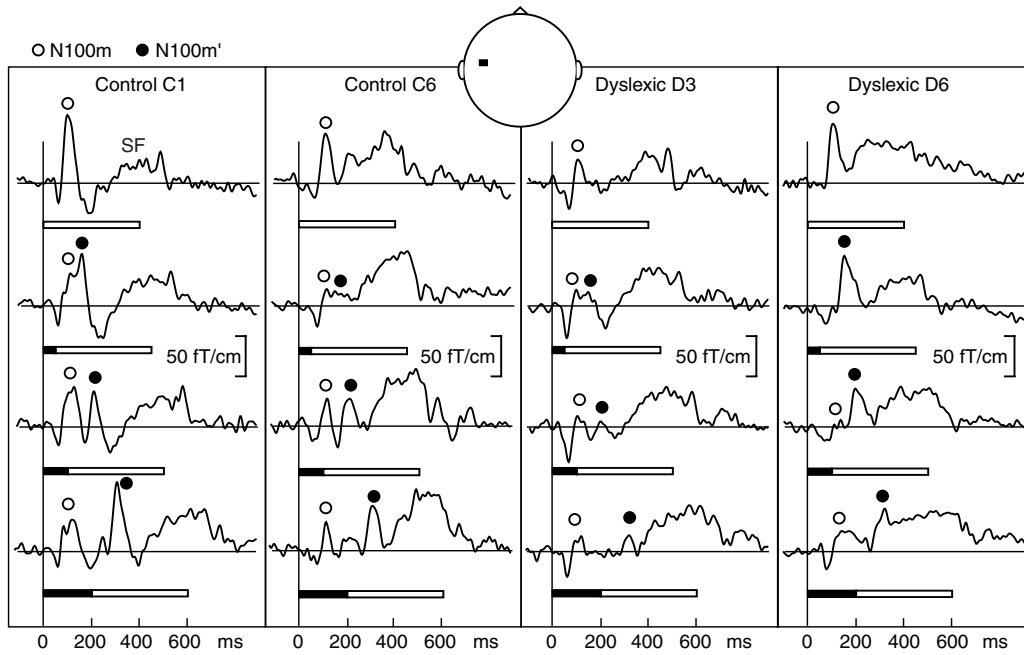 N100m N100m'
Control C1 Control C6 Dyslexic D3 Dyslexic D6
SF
50 fT/cm 50 fT/cm 50 fT/cm 50 fT/cm
0 200 400 600 ms 0 200 400 600 ms 0 200 400 600 ms 0 200 400 600 ms